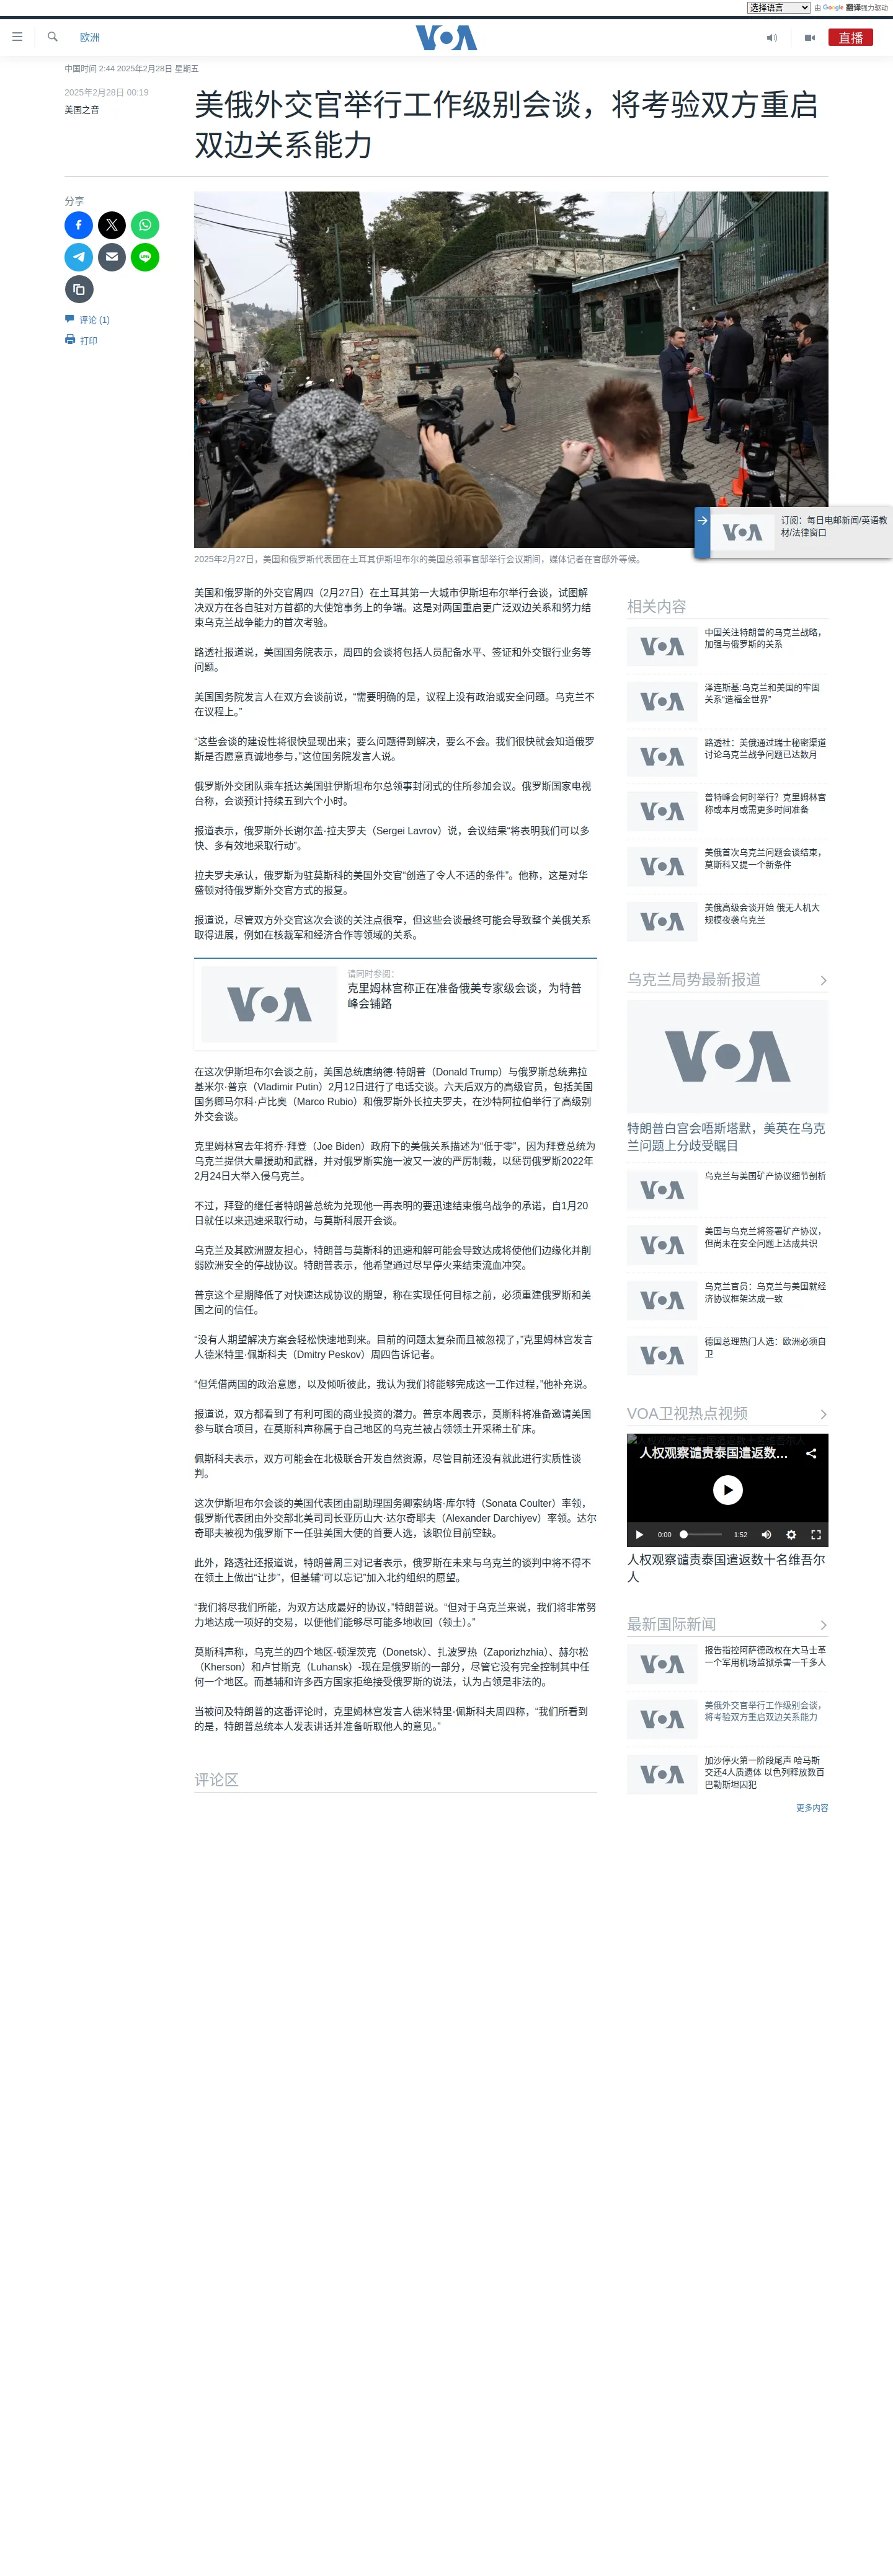 选择语言
由 Google 翻译强力驱动
欧洲
VOA
直播
中国时间 2:44 2025年2月28日 星期五
2025年2月28日 00:19
美国之音
美俄外交官举行工作级别会谈，将考验双方重启
双边关系能力
分享
评论 (1)
打印
订阅：每日电邮新闻/英语教
材/法律窗口
2025年2月27日，美国和俄罗斯代表团在土耳其伊斯坦布尔的美国总领事官邸举行会议期间，媒体记者在官邸外等候。
美国和俄罗斯的外交官周四（2月27日）在土耳其第一大城市伊斯坦布尔举行会谈，试图解
决双方在各自驻对方首都的大使馆事务上的争端。这是对两国重启更广泛双边关系和努力结
束乌克兰战争能力的首次考验。
路透社报道说，美国国务院表示，周四的会谈将包括人员配备水平、签证和外交银行业务等
问题。
美国国务院发言人在双方会谈前说，“需要明确的是，议程上没有政治或安全问题。乌克兰不
在议程上。”
“这些会谈的建设性将很快显现出来；要么问题得到解决，要么不会。我们很快就会知道俄罗
斯是否愿意真诚地参与，”这位国务院发言人说。
俄罗斯外交团队乘车抵达美国驻伊斯坦布尔总领事封闭式的住所参加会议。俄罗斯国家电视
台称，会谈预计持续五到六个小时。
报道表示，俄罗斯外长谢尔盖·拉夫罗夫（Sergei Lavrov）说，会议结果“将表明我们可以多
快、多有效地采取行动”。
拉夫罗夫承认，俄罗斯为驻莫斯科的美国外交官“创造了令人不适的条件”。他称，这是对华
盛顿对待俄罗斯外交官方式的报复。
报道说，尽管双方外交官这次会谈的关注点很窄，但这些会谈最终可能会导致整个美俄关系
取得进展，例如在核裁军和经济合作等领域的关系。
VOA
请同时参阅：
克里姆林宫称正在准备俄美专家级会谈，为特普
峰会铺路
在这次伊斯坦布尔会谈之前，美国总统唐纳德·特朗普（Donald Trump）与俄罗斯总统弗拉
基米尔·普京（Vladimir Putin）2月12日进行了电话交谈。六天后双方的高级官员，包括美国
国务卿马尔科·卢比奥（Marco Rubio）和俄罗斯外长拉夫罗夫，在沙特阿拉伯举行了高级别
外交会谈。
克里姆林宫去年将乔·拜登（Joe Biden）政府下的美俄关系描述为“低于零”，因为拜登总统为
乌克兰提供大量援助和武器，并对俄罗斯实施一波又一波的严厉制裁，以惩罚俄罗斯2022年
2月24日大举入侵乌克兰。
不过，拜登的继任者特朗普总统为兑现他一再表明的要迅速结束俄乌战争的承诺，自1月20
日就任以来迅速采取行动，与莫斯科展开会谈。
乌克兰及其欧洲盟友担心，特朗普与莫斯科的迅速和解可能会导致达成将使他们边缘化并削
弱欧洲安全的停战协议。特朗普表示，他希望通过尽早停火来结束流血冲突。
普京这个星期降低了对快速达成协议的期望，称在实现任何目标之前，必须重建俄罗斯和美
国之间的信任。
“没有人期望解决方案会轻松快速地到来。目前的问题太复杂而且被忽视了，”克里姆林宫发言
人德米特里·佩斯科夫（Dmitry Peskov）周四告诉记者。
“但凭借两国的政治意愿，以及倾听彼此，我认为我们将能够完成这一工作过程，”他补充说。
报道说，双方都看到了有利可图的商业投资的潜力。普京本周表示，莫斯科将准备邀请美国
参与联合项目，在莫斯科声称属于自己地区的乌克兰被占领领土开采稀土矿床。
佩斯科夫表示，双方可能会在北极联合开发自然资源，尽管目前还没有就此进行实质性谈
判。
这次伊斯坦布尔会谈的美国代表团由副助理国务卿索纳塔·库尔特（Sonata Coulter）率领，
俄罗斯代表团由外交部北美司司长亚历山大·达尔奇耶夫（Alexander Darchiyev）率领。达尔
奇耶夫被视为俄罗斯下一任驻美国大使的首要人选，该职位目前空缺。
此外，路透社还报道说，特朗普周三对记者表示，俄罗斯在未来与乌克兰的谈判中将不得不
在领土上做出“让步”，但基辅“可以忘记”加入北约组织的愿望。
“我们将尽我们所能，为双方达成最好的协议，”特朗普说。“但对于乌克兰来说，我们将非常努
力地达成一项好的交易，以便他们能够尽可能多地收回（领土）。”
莫斯科声称，乌克兰的四个地区-顿涅茨克（Donetsk）、扎波罗热（Zaporizhzhia）、赫尔松
（Kherson）和卢甘斯克（Luhansk）-现在是俄罗斯的一部分，尽管它没有完全控制其中任
何一个地区。而基辅和许多西方国家拒绝接受俄罗斯的说法，认为占领是非法的。
当被问及特朗普的这番评论时，克里姆林宫发言人德米特里·佩斯科夫周四称，“我们所看到
的是，特朗普总统本人发表讲话并准备听取他人的意见。”
评论区
相关内容
中国关注特朗普的乌克兰战略，
加强与俄罗斯的关系
泽连斯基:乌克兰和美国的牢固
关系“造福全世界”
路透社：美俄通过瑞士秘密渠道
讨论乌克兰战争问题已达数月
普特峰会何时举行？克里姆林宫
称或本月或需更多时间准备
美俄首次乌克兰问题会谈结束，
莫斯科又提一个新条件
美俄高级会谈开始 俄无人机大
规模夜袭乌克兰
乌克兰局势最新报道
VOA
特朗普白宫会唔斯塔默，美英在乌克
兰问题上分歧受瞩目
乌克兰与美国矿产协议细节剖析
美国与乌克兰将签署矿产协议，
但尚未在安全问题上达成共识
乌克兰官员：乌克兰与美国就经
济协议框架达成一致
德国总理热门人选：欧洲必须自
卫
VOA卫视热点视频
人权观察谴责泰国遣返数...
0:00
1:52
人权观察谴责泰国遣返数十名维吾尔
人
最新国际新闻
报告指控阿萨德政权在大马士革
一个军用机场监狱杀害一千多人
美俄外交官举行工作级别会谈，
将考验双方重启双边关系能力
加沙停火第一阶段尾声 哈马斯
交还4人质遗体 以色列释放数百
巴勒斯坦囚犯
更多内容